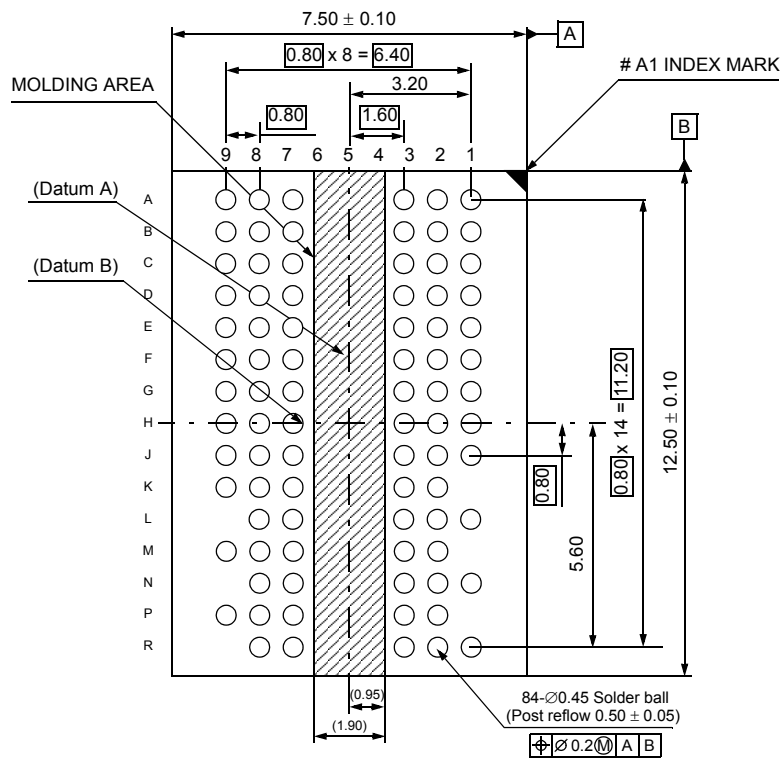 7.50 ± 0.10
A
0.80 x 8 = 6.40
# A1 INDEX MARK
MOLDING AREA
3.20
0.80
1.60
B
9 8 7 6 5 4 3 2 1
(Datum A)
A
B
C
(Datum B)
D
E
F
G
H
J
K
L
M
N
P
R
0.80
5.60
0.80 x 14 = 11.20
12.50 ± 0.10
(0.95)
(1.90)
84-∅0.45 Solder ball
(Post reflow 0.50 ± 0.05)
⌖ ∅ 0.2 Ⓜ A B